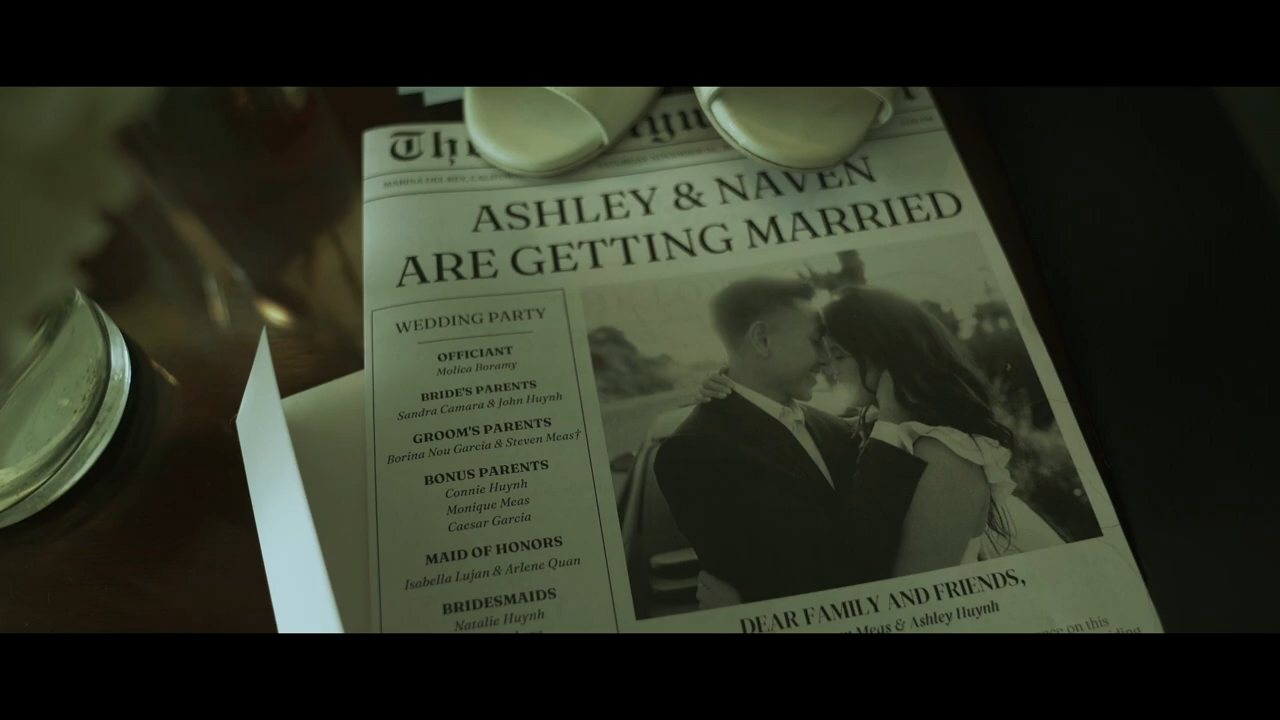 ASHLEY & NAVEN
ARE GETTING MARRIED
WEDDING PARTY
OFFICIANT
Molica Boramy
BRIDE'S PARENTS
Sandra Camara & John Huynh
GROOM'S PARENTS
Borina Nou Garcia & Steven Meas†
BONUS PARENTS
Connie Huynh
Monique Meas
Caesar Garcia
MAID OF HONORS
Isabella Lujan & Arlene Quan
BRIDESMAIDS
Natalie Huynh
DEAR FAMILY AND FRIENDS,
Meas & Ashley Huynh
on this